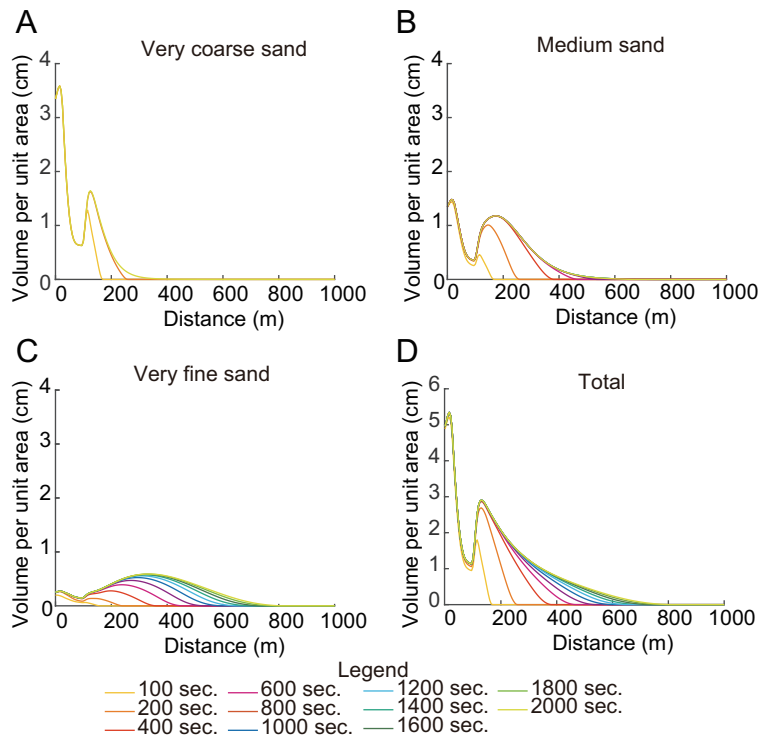 A
Very coarse sand
Volume per unit area (cm)
4
3
2
1
0
0 200 400 600 800 1000
Distance (m)
B
Medium sand
Volume per unit area (cm)
4
3
2
1
0
0 200 400 600 800 1000
Distance (m)
C
Very fine sand
Volume per unit area (cm)
4
3
2
1
0
0 200 400 600 800 1000
Distance (m)
D
Total
Volume per unit area (cm)
6
5
4
3
2
1
0
0 200 400 600 800 1000
Distance (m)
Legend
100 sec.
200 sec.
400 sec.
600 sec.
800 sec.
1000 sec.
1200 sec.
1400 sec.
1600 sec.
1800 sec.
2000 sec.